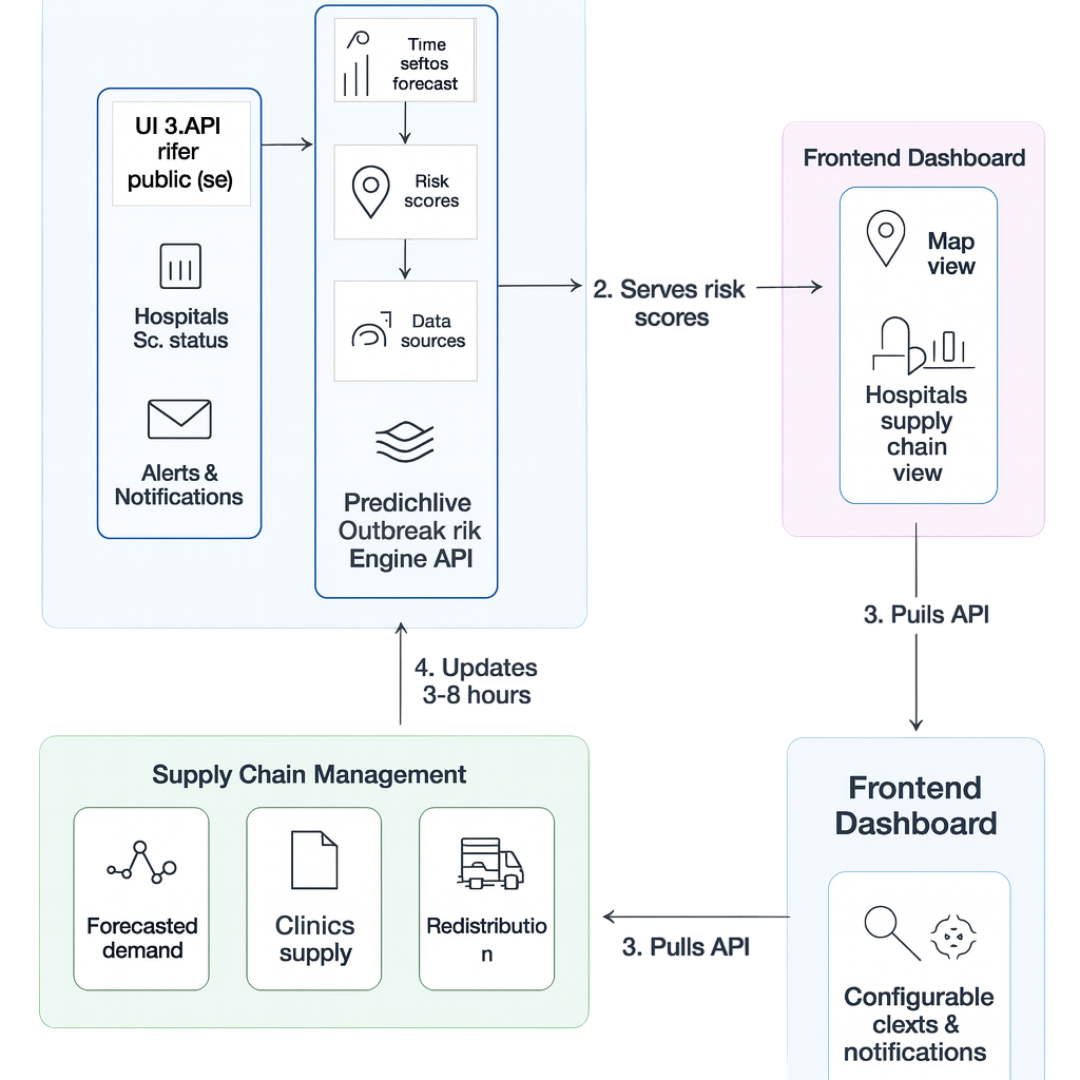 UI 3.API
rifer
public (se)
Hospitals
Sc. status
Alerts &
Notifications
Time
seftos
forecast
Risk
scores
Data
sources
Predichlive
Outbreak rik
Engine API
2. Serves risk
scores
Frontend Dashboard
Map
view
Hospitals
supply
chain
view
3. Puils API
4. Updates
3-8 hours
Supply Chain Management
Forecasted
demand
Clinics
supply
Redistributio
n
3. Pulls API
Frontend
Dashboard
Configurable
clexts &
notifications